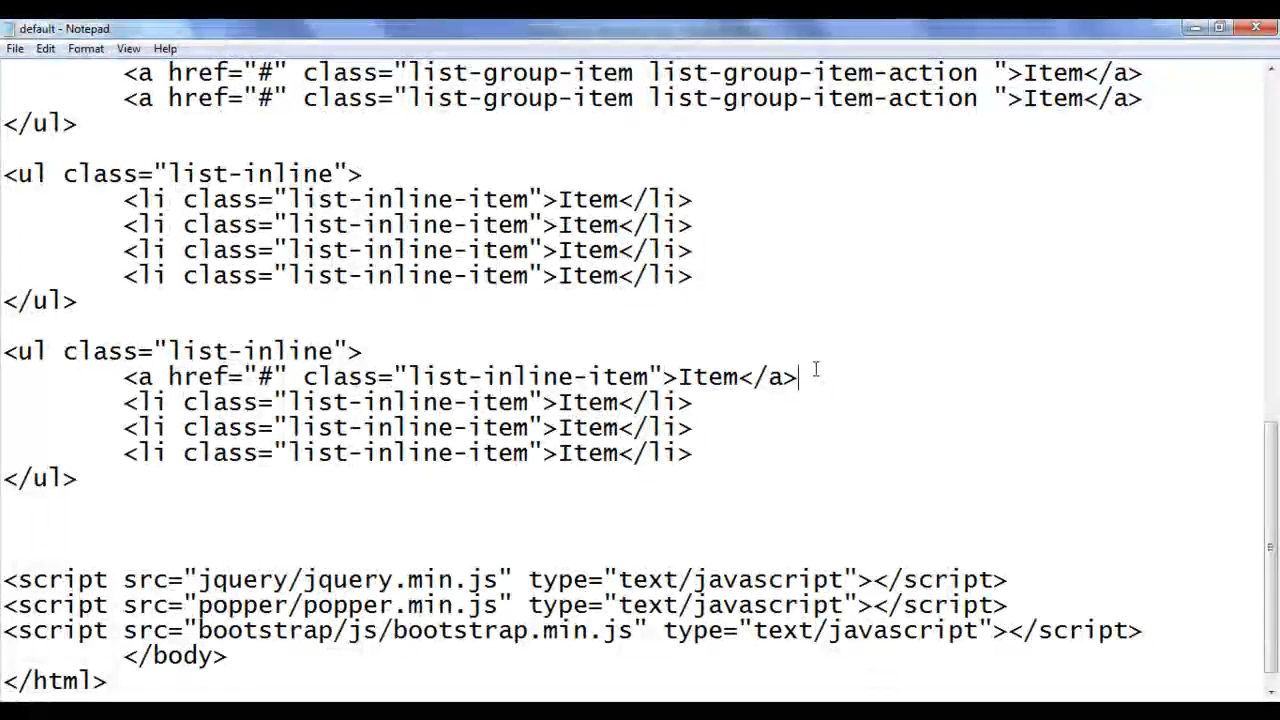 default - Notepad
File Edit Format View Help
<a href="#" class="list-group-item list-group-item-action ">Item</a>
<a href="#" class="list-group-item list-group-item-action ">Item</a>
</ul>
<ul class="list-inline">
<li class="list-inline-item">Item</li>
<li class="list-inline-item">Item</li>
<li class="list-inline-item">Item</li>
<li class="list-inline-item">Item</li>
</ul>
<ul class="list-inline">
<a href="#" class="list-inline-item">Item</a>
<li class="list-inline-item">Item</li>
<li class="list-inline-item">Item</li>
<li class="list-inline-item">Item</li>
</ul>
<script src="jquery/jquery.min.js" type="text/javascript"></script>
<script src="popper/popper.min.js" type="text/javascript"></script>
<script src="bootstrap/js/bootstrap.min.js" type="text/javascript"></script>
</body>
</html>